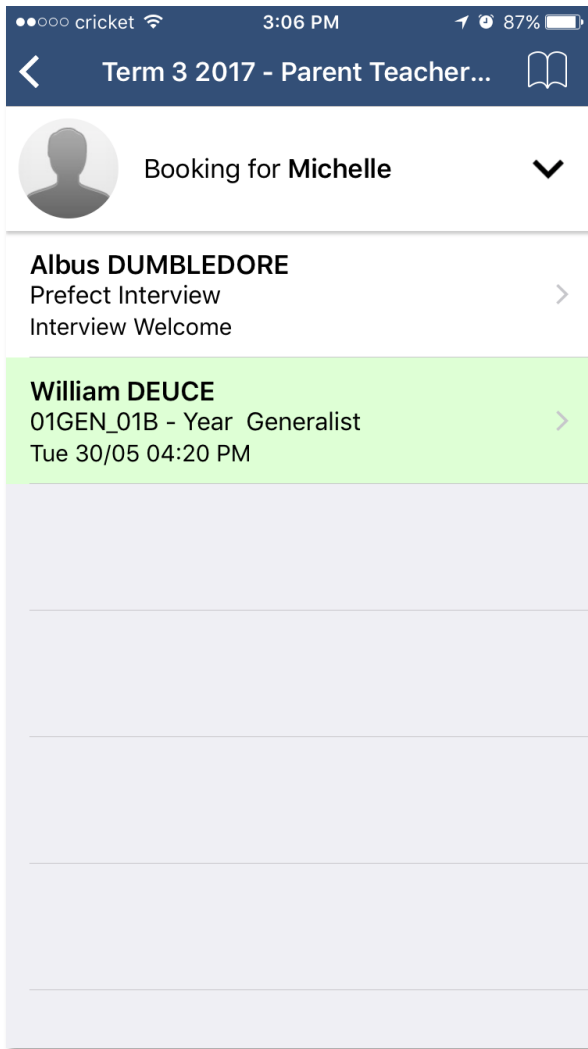 cricket 3:06 PM 87%
Term 3 2017 - Parent Teacher...
Booking for Michelle
Albus DUMBLEDORE
Prefect Interview
Interview Welcome
William DEUCE
01GEN_01B - Year  Generalist
Tue 30/05 04:20 PM